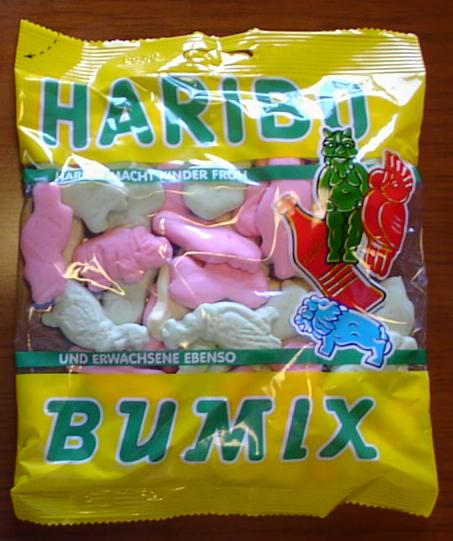 HARIBO
HARIBO MACHT KINDER FROH
UND ERWACHSENE EBENSO
BUMIX